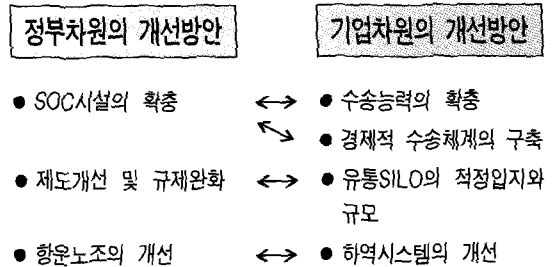 정부차원의 개선방안 기업차원의 개선방안
● SOC시설의 확충 ↔ ● 수송능력의 확충
● 경제적 수송체계의 구축
● 제도개선 및 규제완화 ↔ ● 유통SILO의 적정입지와
규모
● 항운노조의 개선 ↔ ● 하역시스템의 개선